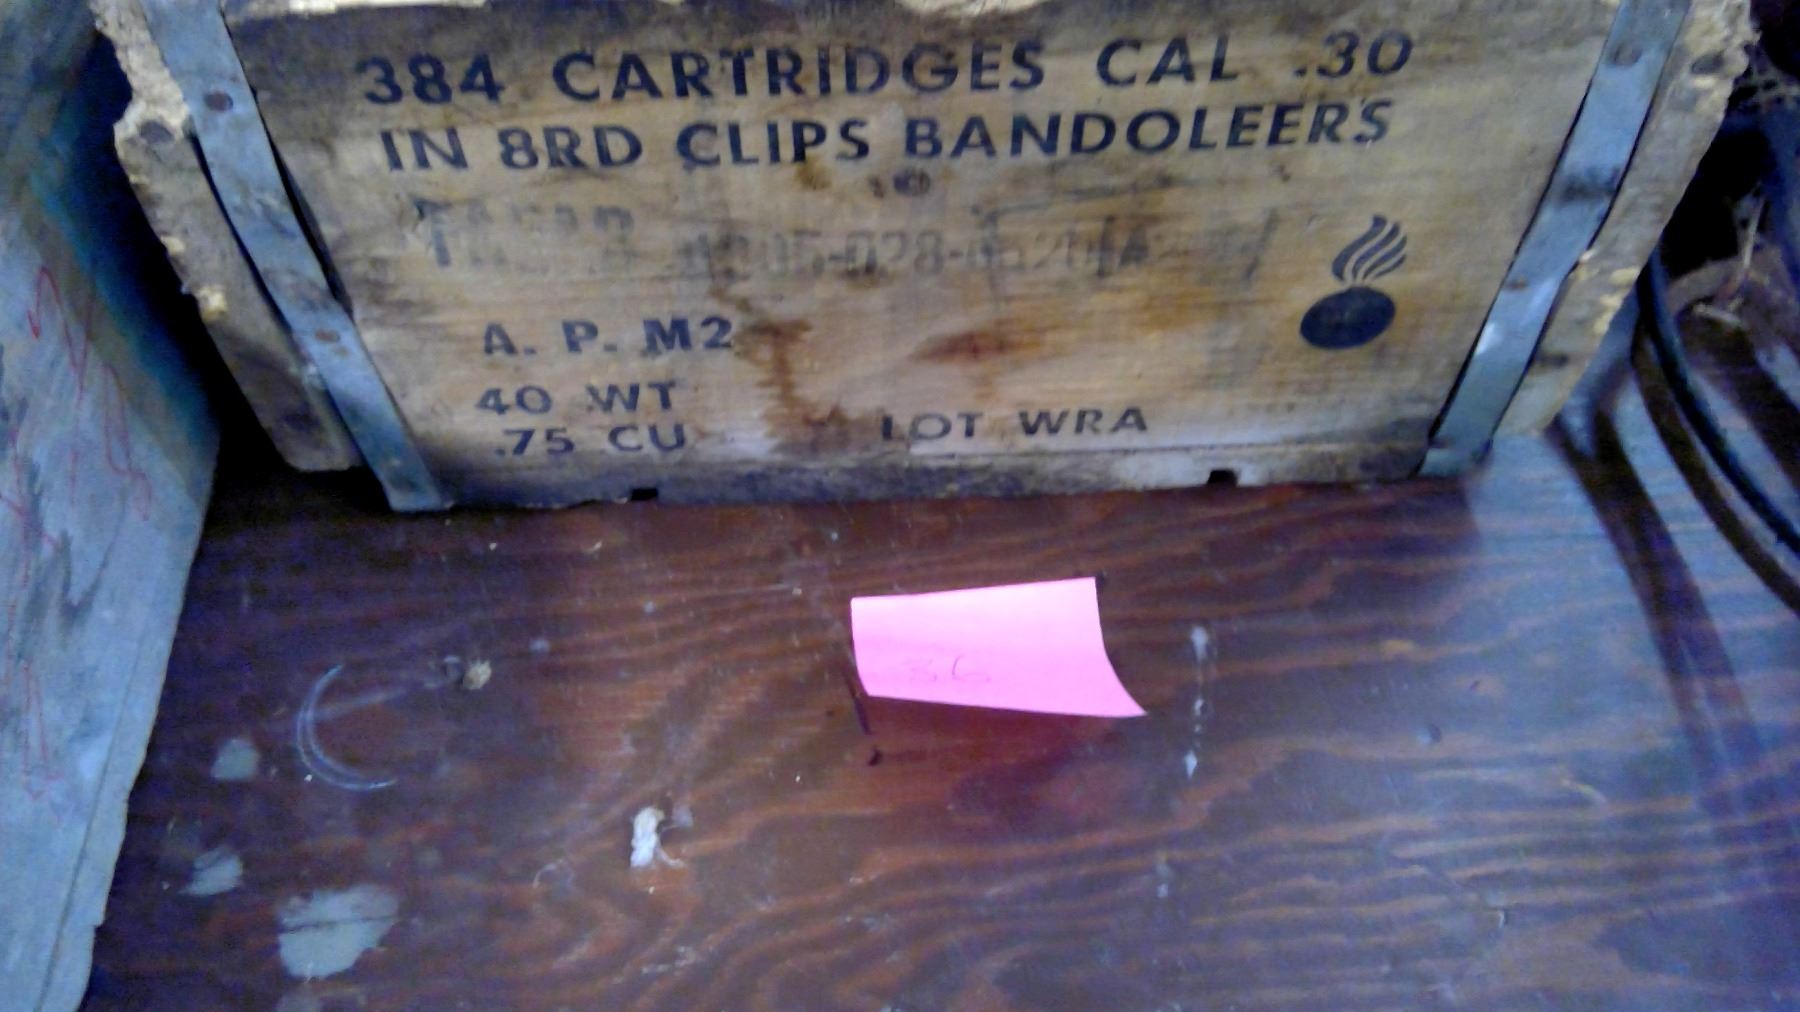 384 CARTRIDGES CAL .30
IN 8RD CLIPS BANDOLEERS
A. P. M2
40 WT
.75 CU
LOT WRA
36